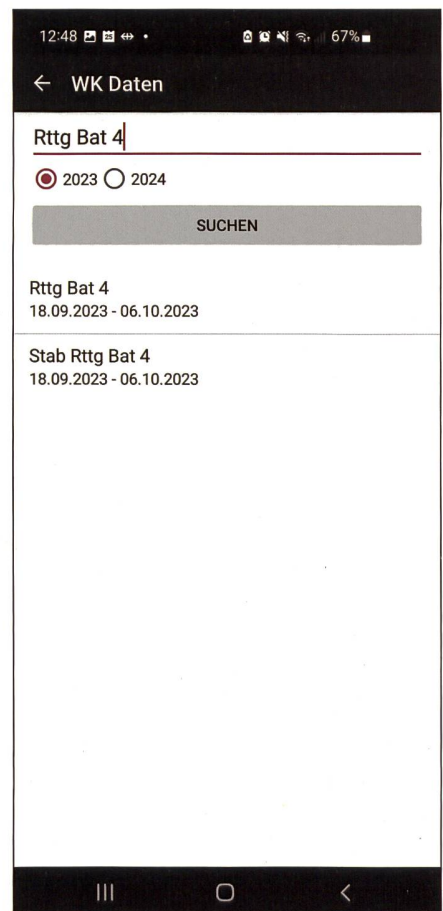 12:48 67%
← WK Daten
Rttg Bat 4
2023 2024
SUCHEN
Rttg Bat 4
18.09.2023 - 06.10.2023
Stab Rttg Bat 4
18.09.2023 - 06.10.2023